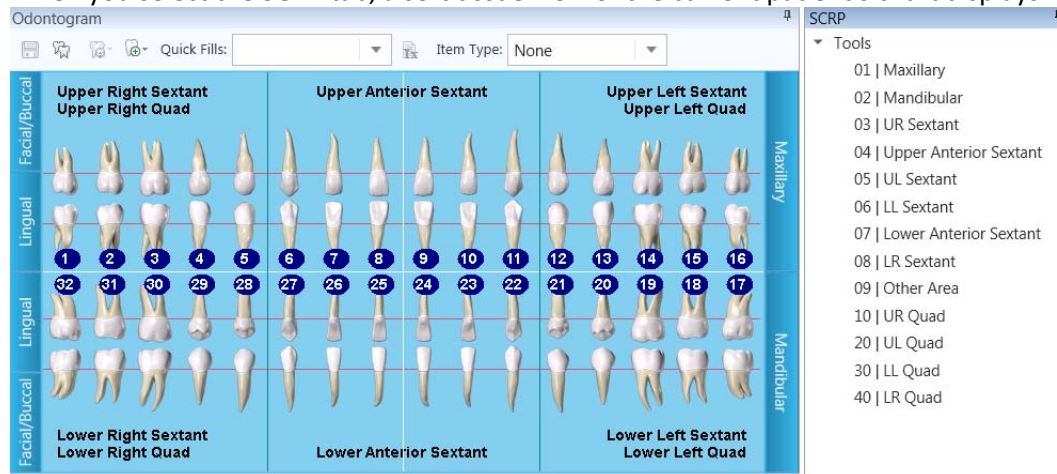 Odontogram
SCRP
Quick Fills:
Item Type: None
Tools
01 | Maxillary
02 | Mandibular
03 | UR Sextant
04 | Upper Anterior Sextant
05 | UL Sextant
06 | LL Sextant
07 | Lower Anterior Sextant
08 | LR Sextant
09 | Other Area
10 | UR Quad
20 | UL Quad
30 | LL Quad
40 | LR Quad
Facial/Buccal
Upper Right Sextant
Upper Right Quad
Upper Anterior Sextant
Upper Left Sextant
Upper Left Quad
Maxillary
Lingual
1 2 3 4 5 6 7 8 9 10 11 12 13 14 15 16
32 31 30 29 28 27 26 25 24 23 22 21 20 19 18 17
Lingual
Mandibular
Facial/Buccal
Lower Right Sextant
Lower Right Quad
Lower Anterior Sextant
Lower Left Sextant
Lower Left Quad